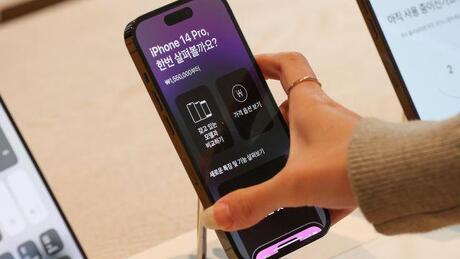 iPhone 14 Pro,
한번 살펴볼까요?
₩1,550,000부터
갖고 있는
모델과
비교하기
₩
가격 옵션 보기
새로운 특징 및 기능 살펴보기